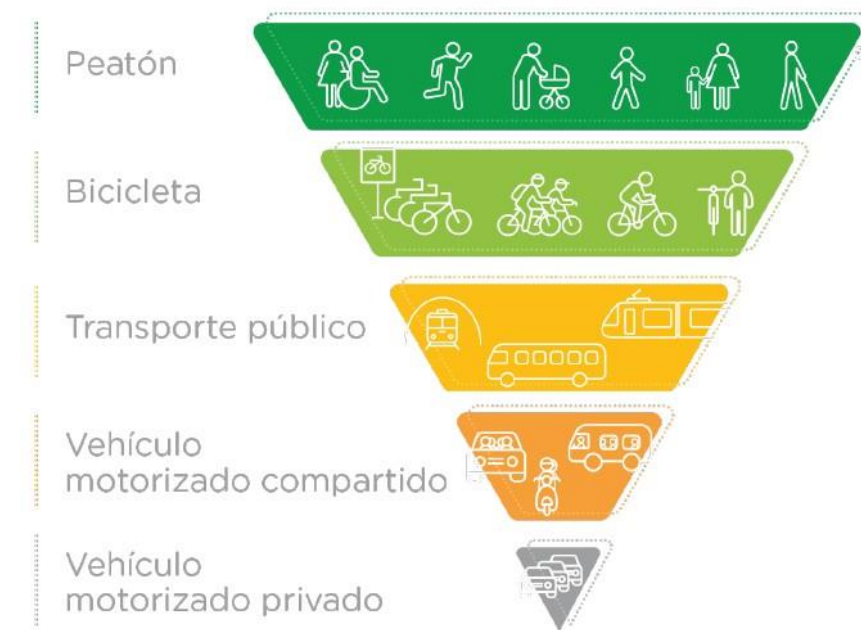 Peatón
Bicicleta
Transporte público
Vehículo
motorizado compartido
Vehículo
motorizado privado